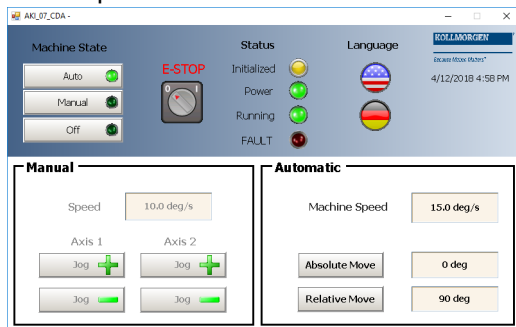 AKI_07_CDA -
Machine State
Status
Language
KOLLMORGEN
Because Motion Matters™
Auto
E-STOP
Initialized
4/12/2018 4:58 PM
0 I
Manual
Power
Off
Running
FAULT
Manual
Automatic
Speed 10.0 deg/s
Machine Speed 15.0 deg/s
Axis 1 Axis 2
Jog Jog
Absolute Move 0 deg
Jog Jog
Relative Move 90 deg